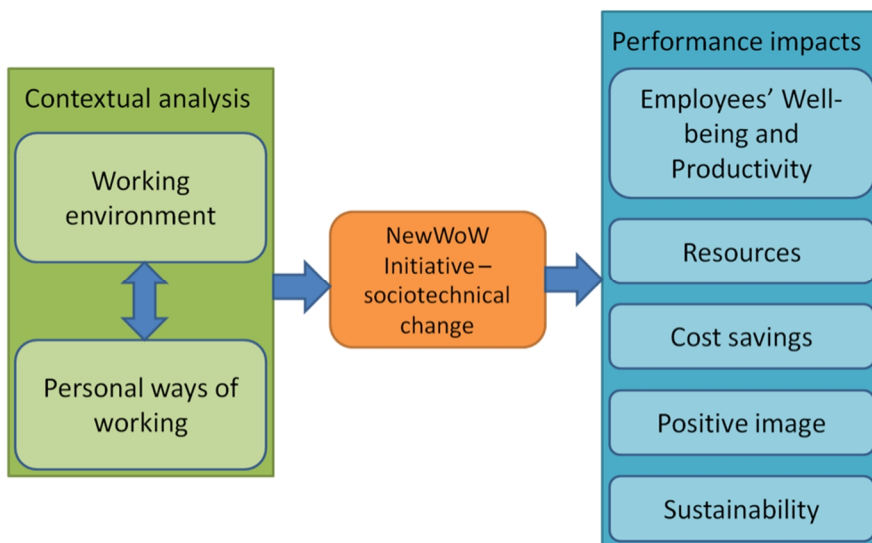 Contextual analysis
Working
environment
Personal ways of
working
NewWoW
Initiative –
sociotechnical
change
Performance impacts
Employees’ Well-
being and
Productivity
Resources
Cost savings
Positive image
Sustainability